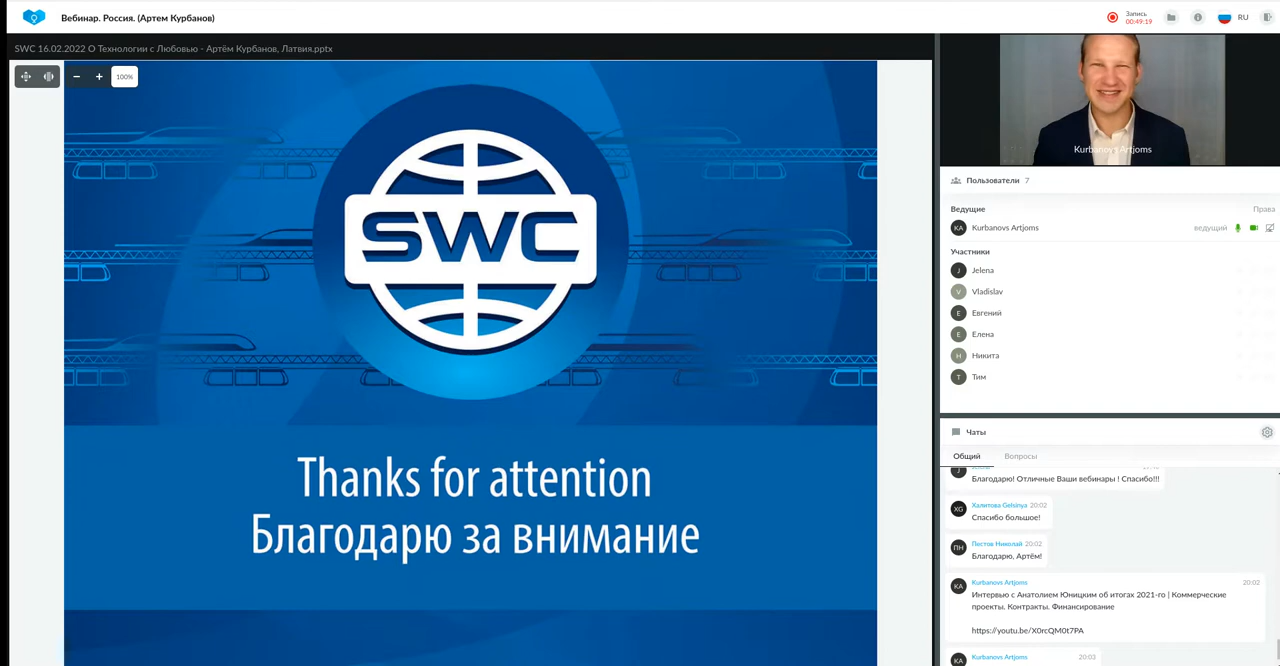 Вебинар. Россия. (Артем Курбанов)
Запись
00:49:19
RU
SWC 16.02.2022 О Технологии с Любовью - Артём Курбанов, Латвия.pptx
100%
SWC
Thanks for attention
Благодарю за внимание
Kurbanovs Artjoms
Пользователи 7
Ведущие Права
KA Kurbanovs Artjoms ведущий
Участники
J Jelena
V Vladislav
Е Евгений
Е Елена
Н Никита
Т Тим
Чаты
Общий Вопросы
J
Благодарю! Отличные Ваши вебинары ! Спасибо!!!
XG Халитова Gelsinya 20:02
Спасибо большое!
ПН Пестов Николай 20:02
Благодарю, Артём!
KA Kurbanovs Artjoms 20:02
Интервью с Анатолием Юницким об итогах 2021-го | Коммерческие
проекты. Контракты. Финансирование
https://youtu.be/X0rcQM0t7PA
KA Kurbanovs Artjoms 20:03